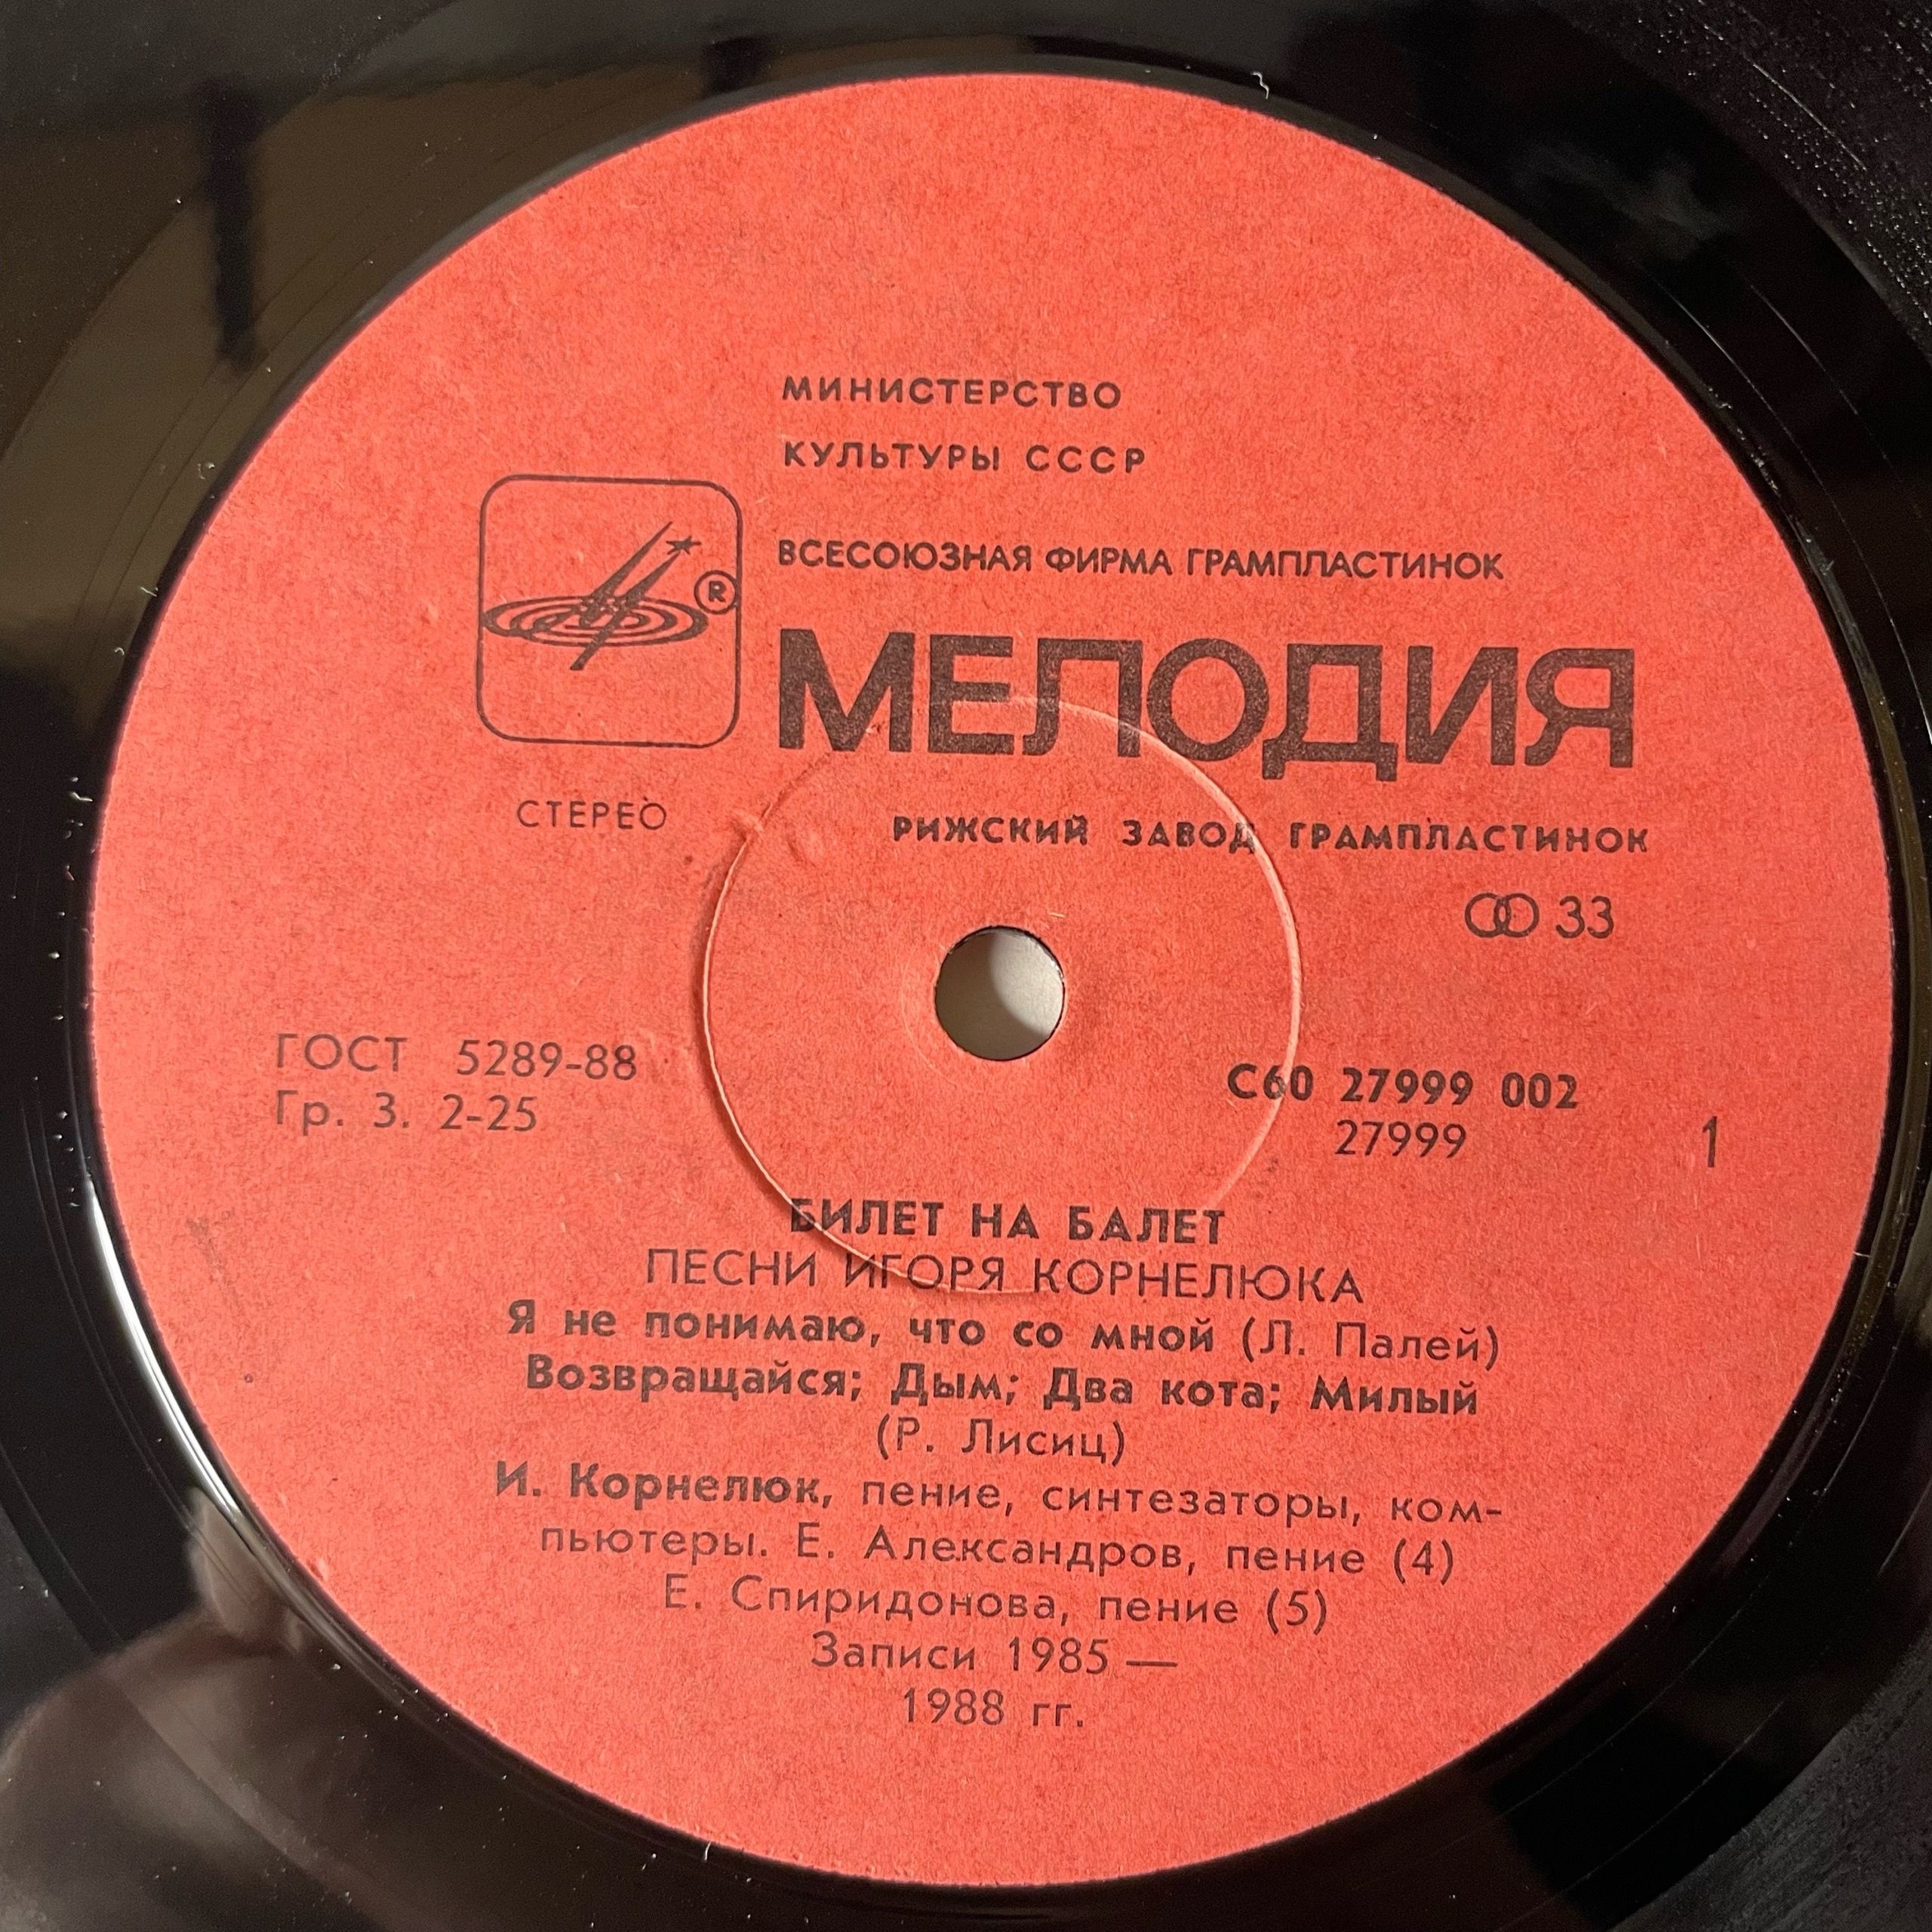 МИНИСТЕРСТВО
КУЛЬТУРЫ СССР
ВСЕСОЮЗНАЯ ФИРМА ГРАМПЛАСТИНОК
®
МЕЛОДИЯ
СТЕРЕО
РИЖСКИЙ ЗАВОД ГРАМПЛАСТИНОК
33
ГОСТ 5289-88
Гр. 3. 2-25
С60 27999 002
27999
1
БИЛЕТ НА БАЛЕТ
ПЕСНИ ИГОРЯ КОРНЕЛЮКА
Я не понимаю, что со мной (Л. Палей)
Возвращайся; Дым; Два кота; Милый
(Р. Лисиц)
И. Корнелюк, пение, синтезаторы, ком-
пьютеры. Е. Александров, пение (4)
Е. Спиридонова, пение (5)
Записи 1985 —
1988 гг.